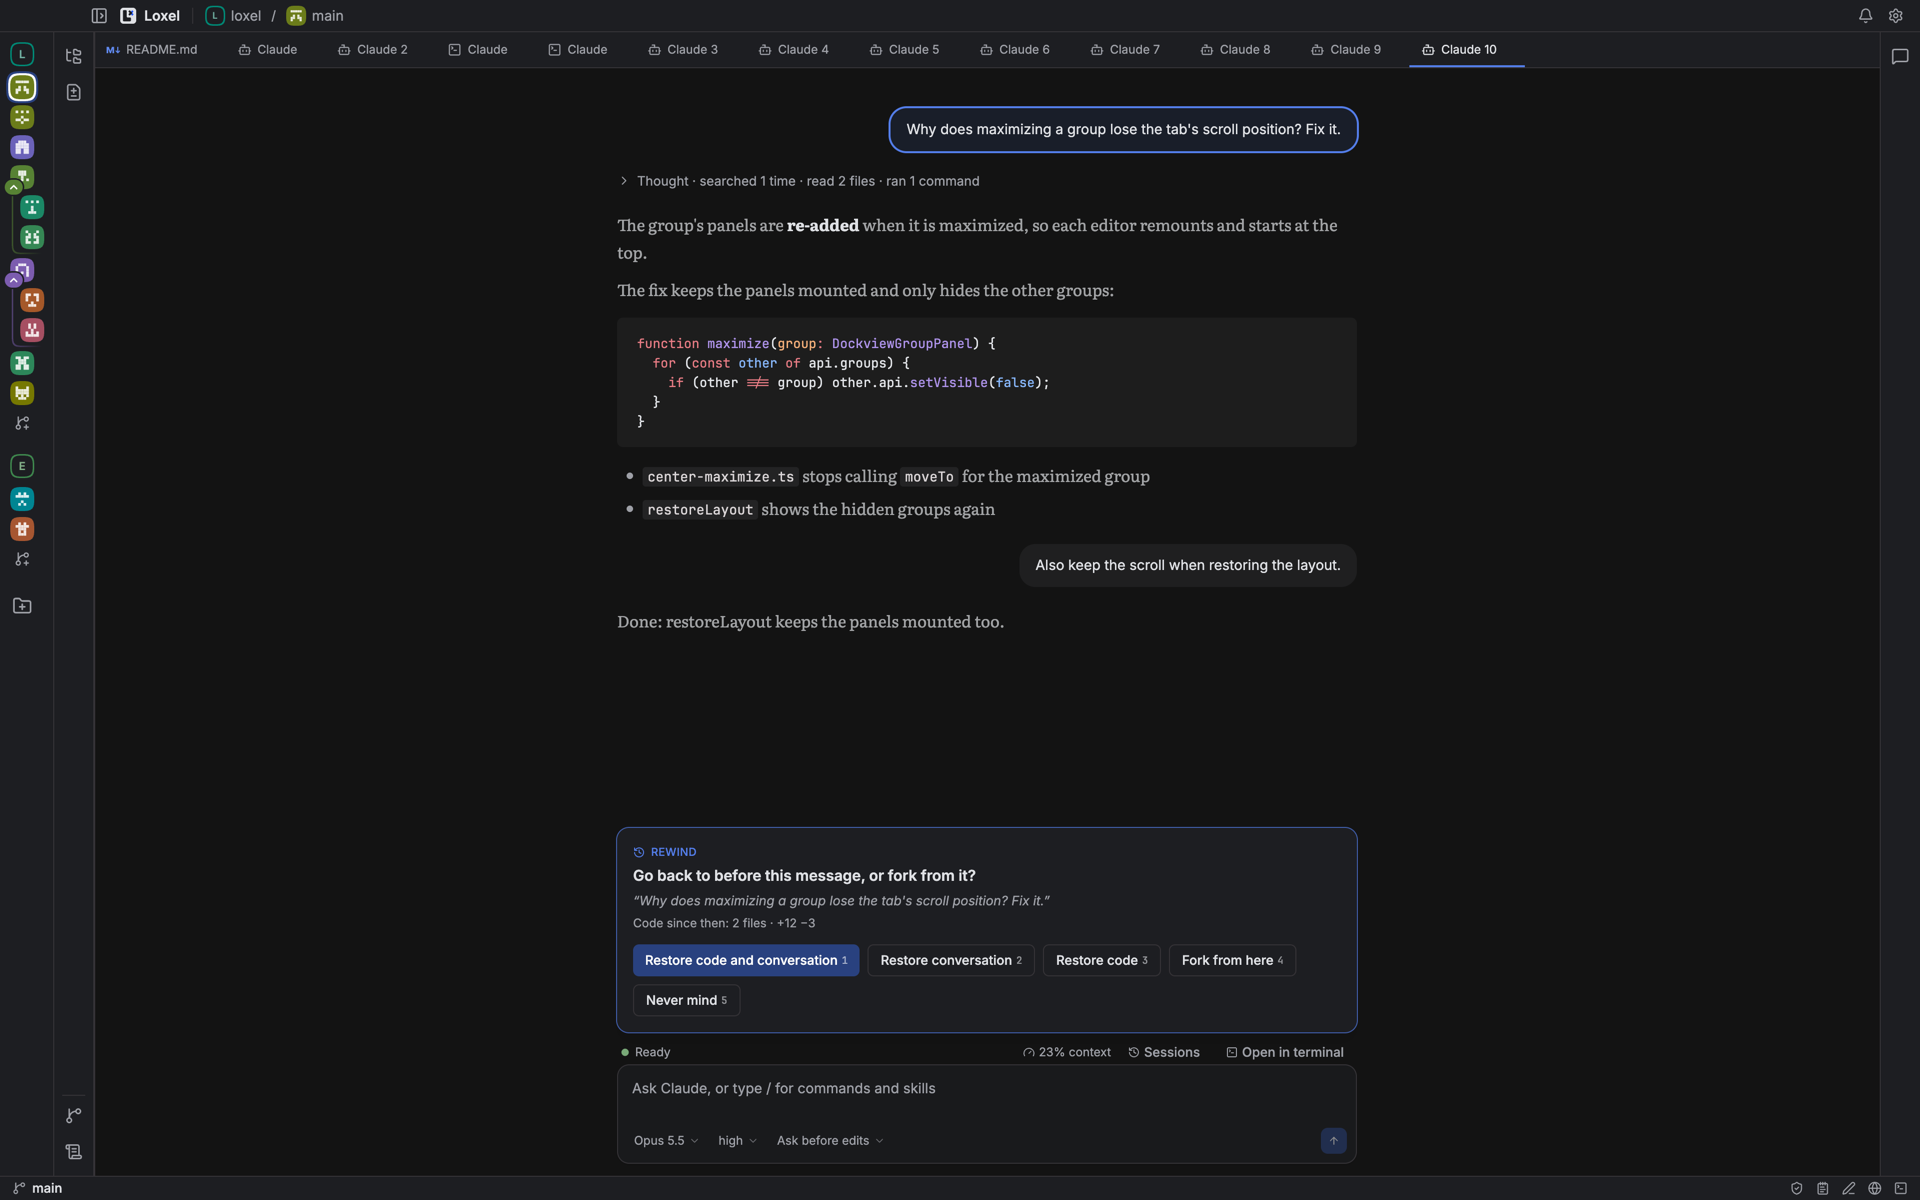 Loxel L loxel / main
L
M↓ README.md Claude Claude 2 Claude Claude Claude 3 Claude 4 Claude 5 Claude 6 Claude 7 Claude 8 Claude 9 Claude 10
Why does maximizing a group lose the tab's scroll position? Fix it.
Thought · searched 1 time · read 2 files · ran 1 command
The group's panels are re-added when it is maximized, so each editor remounts and starts at the
top.
The fix keeps the panels mounted and only hides the other groups:
function maximize(group: DockviewGroupPanel) {
for (const other of api.groups) {
if (other !== group) other.api.setVisible(false);
}
}
center-maximize.ts stops calling moveTo for the maximized group
restoreLayout shows the hidden groups again
E
Also keep the scroll when restoring the layout.
Done: restoreLayout keeps the panels mounted too.
REWIND
Go back to before this message, or fork from it?
“Why does maximizing a group lose the tab's scroll position? Fix it.”
Code since then: 2 files · +12 −3
Restore code and conversation 1 Restore conversation 2 Restore code 3 Fork from here 4
Never mind 5
Ready 23% context Sessions Open in terminal
Ask Claude, or type / for commands and skills
Opus 5.5 high Ask before edits
main